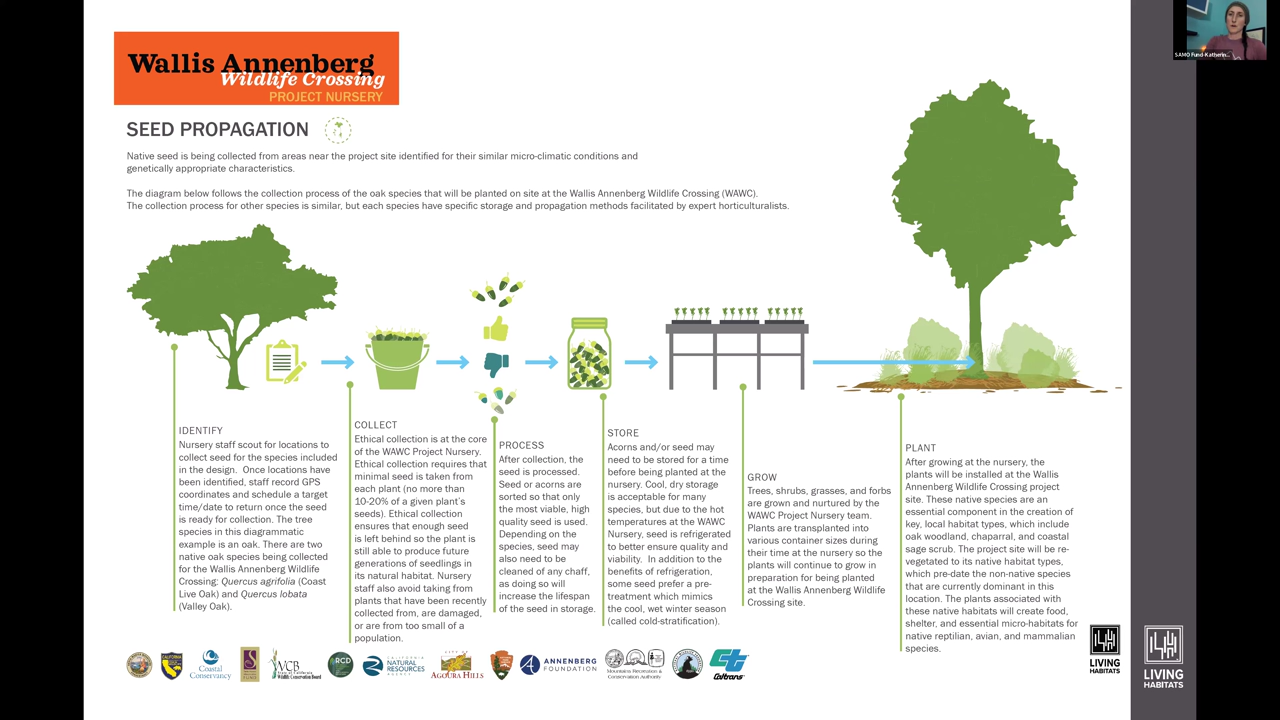 Wallis Annenberg
Wildlife Crossing
PROJECT NURSERY
SAMO Fund-Katherin...
SEED PROPAGATION
Native seed is being collected from areas near the project site identified for their similar micro-climatic conditions and
genetically appropriate characteristics.
The diagram below follows the collection process of the oak species that will be planted on site at the Wallis Annenberg Wildlife Crossing (WAWC).
The collection process for other species is similar, but each species have specific storage and propagation methods facilitated by expert horticulturalists.
IDENTIFY
Nursery staff scout for locations to
collect seed for the species included
in the design. Once locations have
been identified, staff record GPS
coordinates and schedule a target
time/date to return once the seed
is ready for collection. The tree
species in this diagrammatic
example is an oak. There are two
native oak species being collected
for the Wallis Annenberg Wildlife
Crossing: Quercus agrifolia (Coast
Live Oak) and Quercus lobata
(Valley Oak).
COLLECT
Ethical collection is at the core
of the WAWC Project Nursery.
Ethical collection requires that
minimal seed is taken from
each plant (no more than
10-20% of a given plant's
seeds). Ethical collection
ensures that enough seed
is left behind so the plant is
still able to produce future
generations of seedlings in
its natural habitat. Nursery
staff also avoid taking from
plants that have been recently
collected from, are damaged,
or are from too small of a
population.
PROCESS
After collection, the
seed is processed.
Seed or acorns are
sorted so that only
the most viable, high
quality seed is used.
Depending on the
species, seed may
also need to be
cleaned of any chaff,
as doing so will
increase the lifespan
of the seed in storage.
STORE
Acorns and/or seed may
need to be stored for a time
before being planted at the
nursery. Cool, dry storage
is acceptable for many
species, but due to the hot
temperatures at the WAWC
Nursery, seed is refrigerated
to better ensure quality and
viability. In addition to the
benefits of refrigeration,
some seed prefer a pre-
treatment which mimics
the cool, wet winter season
(called cold-stratification).
GROW
Trees, shrubs, grasses, and forbs
are grown and nurtured by the
WAWC Project Nursery team.
Plants are transplanted into
various container sizes during
their time at the nursery so the
plants will continue to grow in
preparation for being planted
at the Wallis Annenberg Wildlife
Crossing site.
PLANT
After growing at the nursery, the
plants will be installed at the Wallis
Annenberg Wildlife Crossing project
site. These native species are an
essential component in the creation of
key, local habitat types, which include
oak woodland, chaparral, and coastal
sage scrub. The project site will be re-
vegetated to its native habitat types,
which pre-date the non-native species
that are currently dominant in this
location. The plants associated with
these native habitats will create food,
shelter, and essential micro-habitats for
native reptilian, avian, and mammalian
species.
Coastal
Conservancy
WCB
RCD
CALIFORNIA
NATURAL
RESOURCES
AGENCY
CITY OF
AGOURA HILLS
ANNENBERG
FOUNDATION
Mountains Recreation &
Conservation Authority
Caltrans
LIVING
HABITATS
LIVING
HABITATS